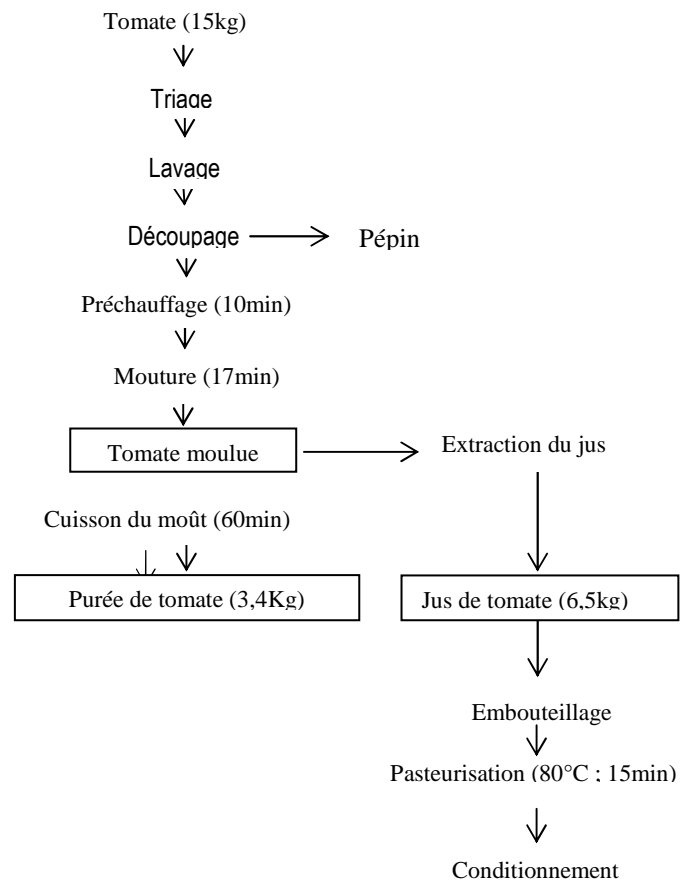 Tomate (15kg)
Triage
Lavage
Découpage
Pépin
Préchauffage (10min)
Mouture (17min)
Tomate moulue
Extraction du jus
Cuisson du moût (60min)
Purée de tomate (3,4Kg)
Jus de tomate (6,5kg)
Embouteillage
Pasteurisation (80°C ; 15min)
Conditionnement